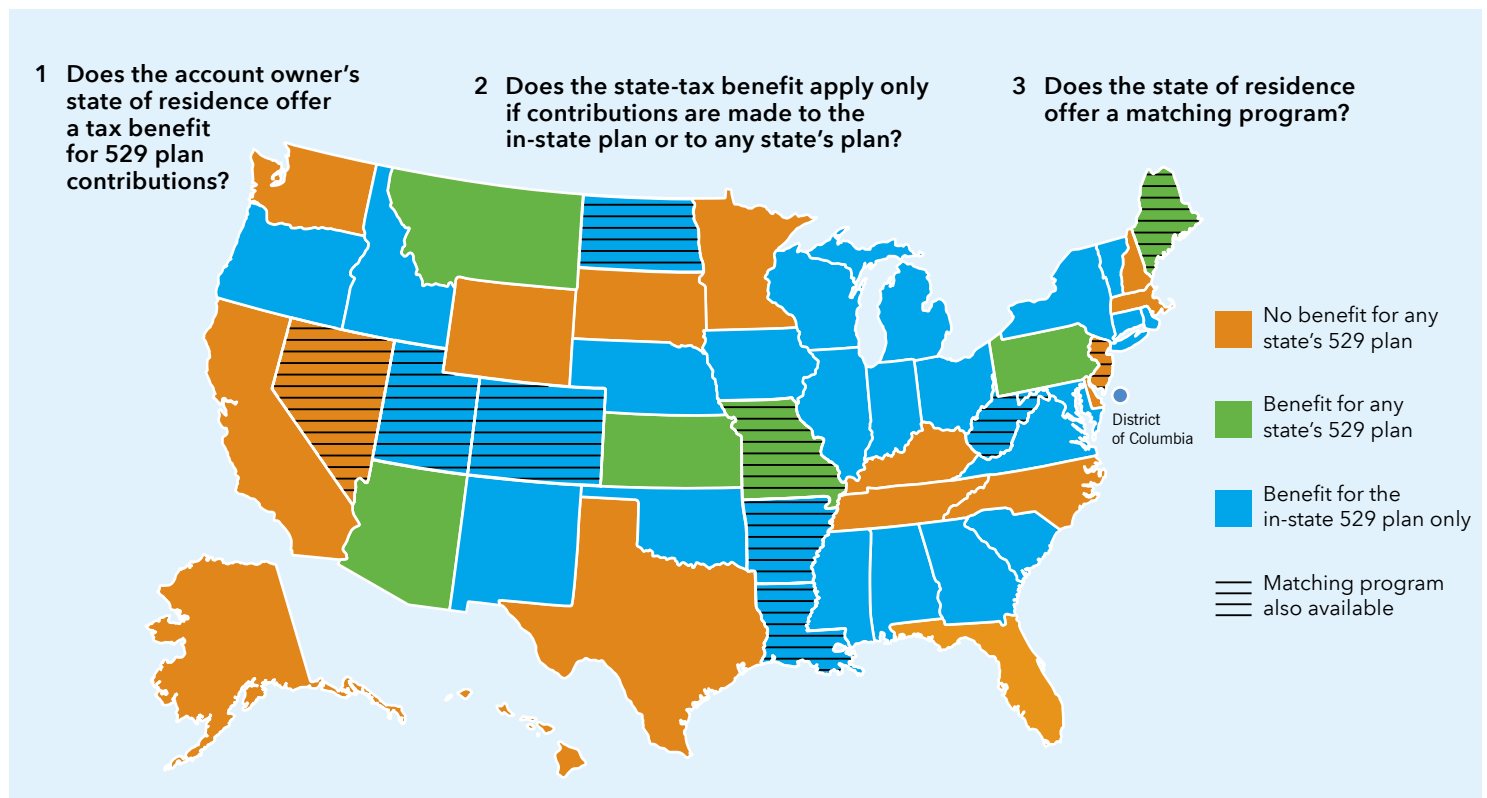 1 Does the account owner’s
state of residence offer
a tax benefit
for 529 plan
contributions?
2 Does the state-tax benefit apply only
if contributions are made to the
in-state plan or to any state’s plan?
3 Does the state of residence
offer a matching program?
No benefit for any
state’s 529 plan
Benefit for any
state’s 529 plan
District
of Columbia
Benefit for the
in-state 529 plan only
Matching program
also available